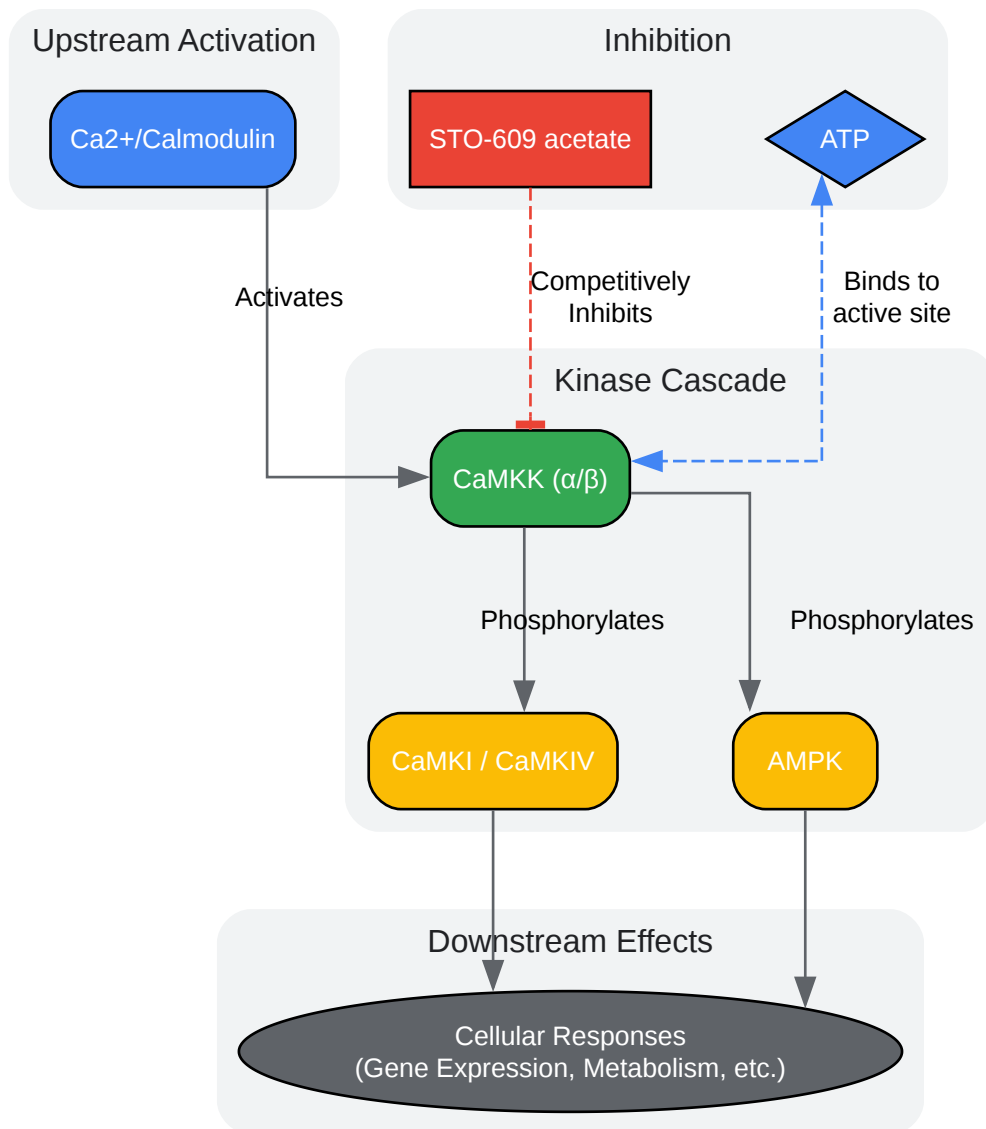 Upstream Activation
Inhibition
Ca2+/Calmodulin
STO-609 acetate
ATP
Activates
Competitively
Inhibits
Binds to
active site
Kinase Cascade
CaMKK (α/β)
Phosphorylates
Phosphorylates
CaMKI / CaMKIV
AMPK
Downstream Effects
Cellular Responses
(Gene Expression, Metabolism, etc.)